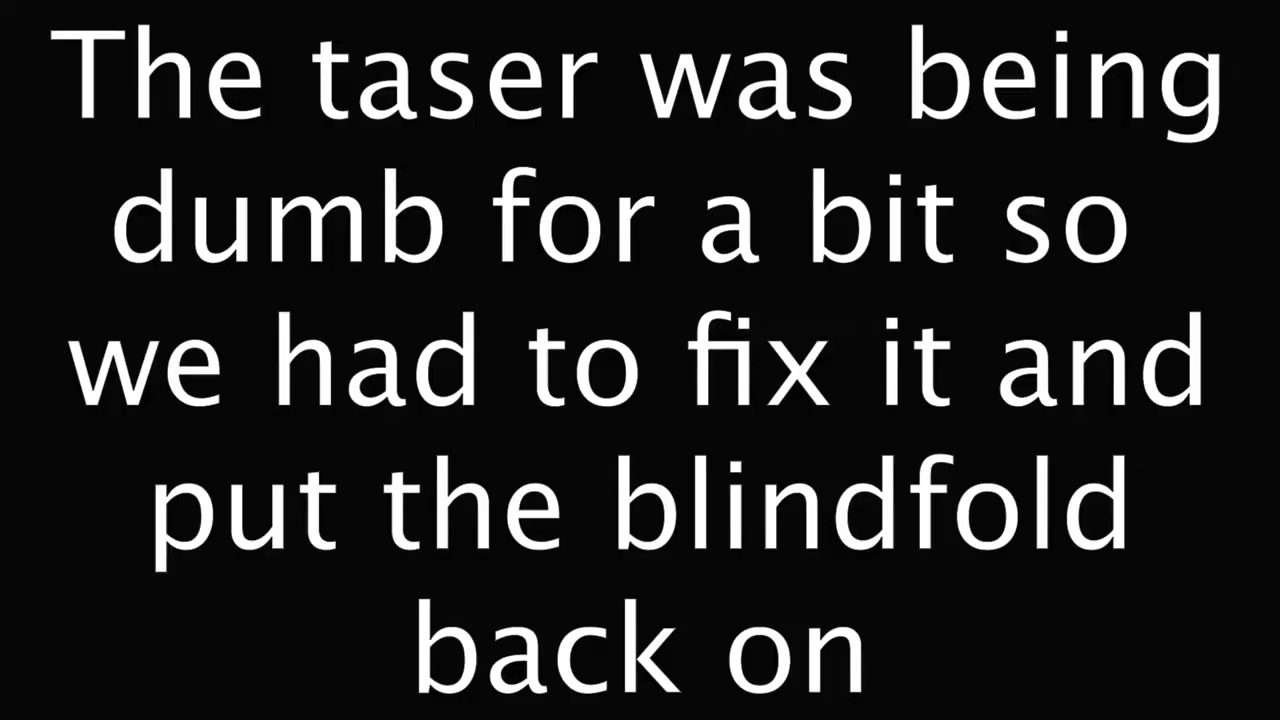 The taser was being
dumb for a bit so
we had to fix it and
put the blindfold
back on